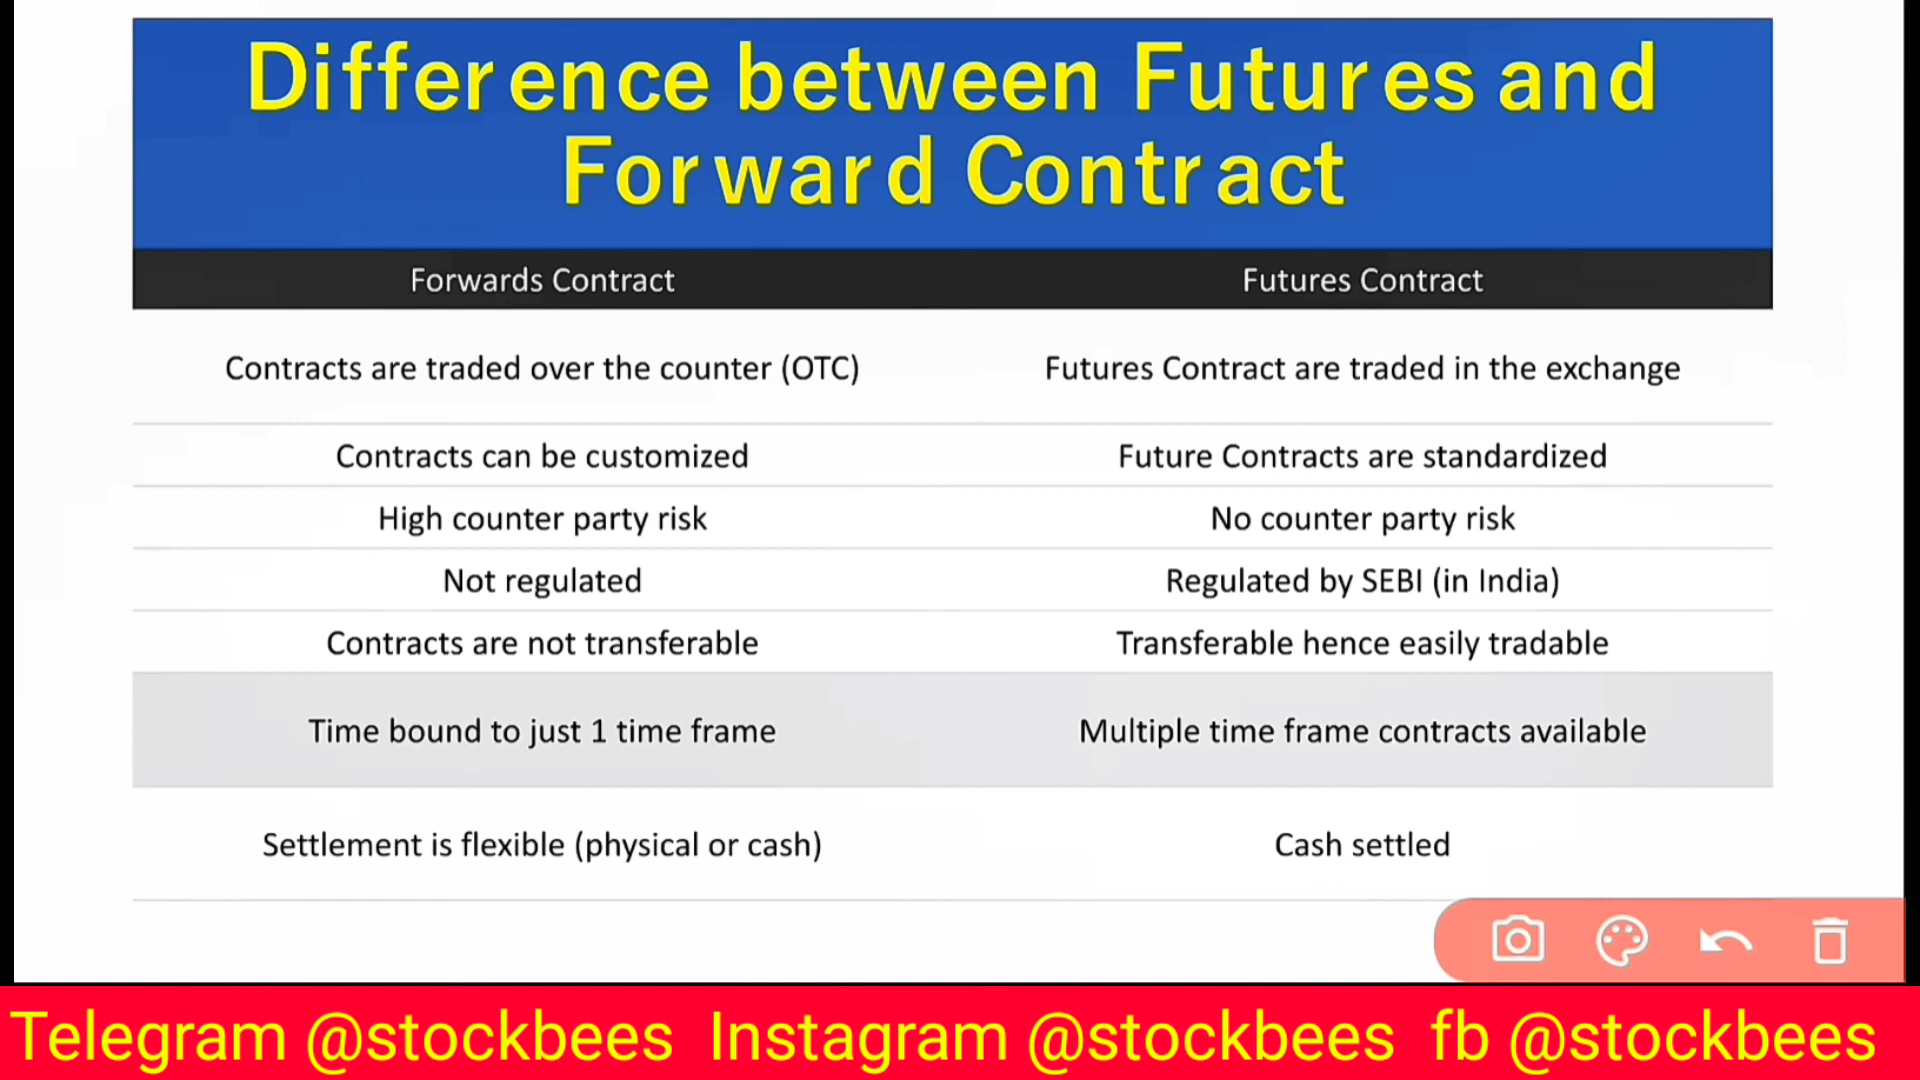 Difference between Futures and
Forward Contract
Forwards Contract Futures Contract
Contracts are traded over the counter (OTC) Futures Contract are traded in the exchange
Contracts can be customized Future Contracts are standardized
High counter party risk No counter party risk
Not regulated Regulated by SEBI (in India)
Contracts are not transferable Transferable hence easily tradable
Time bound to just 1 time frame Multiple time frame contracts available
Settlement is flexible (physical or cash) Cash settled
Telegram @stockbees Instagram @stockbees fb @stockbees